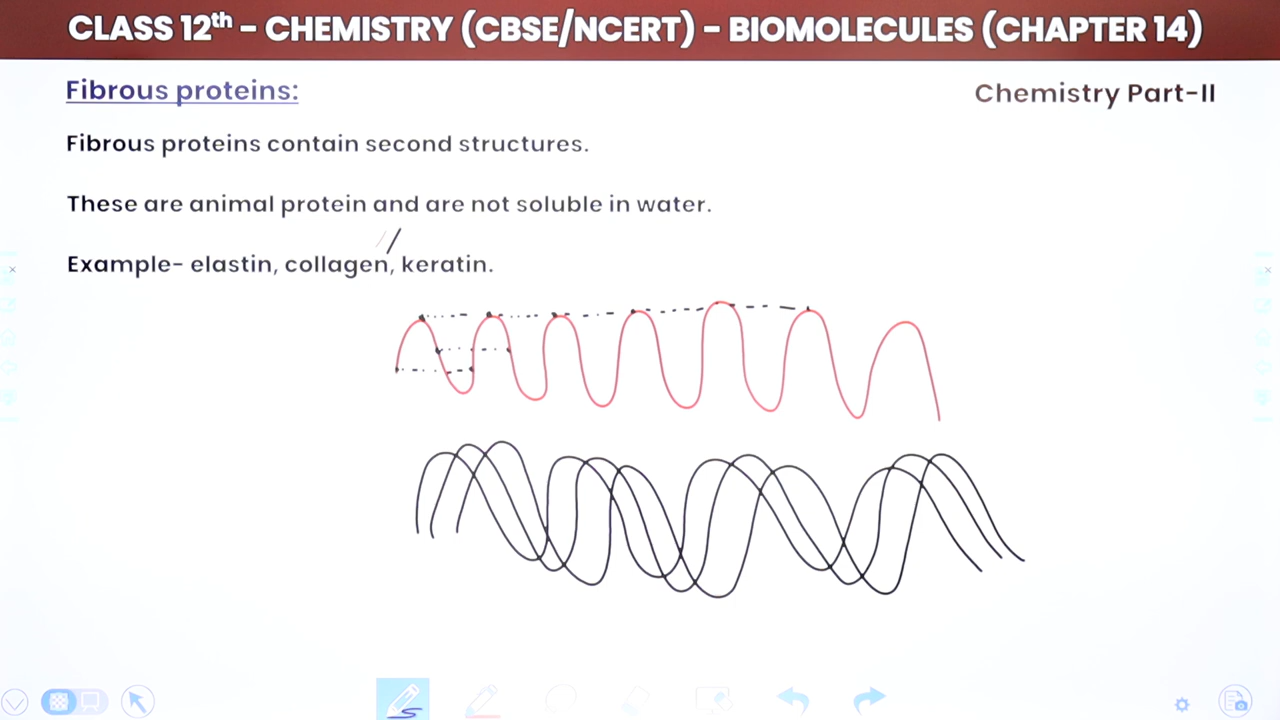 CLASS 12th - CHEMISTRY (CBSE/NCERT) - BIOMOLECULES (CHAPTER 14)
Fibrous proteins:
Chemistry Part-II
Fibrous proteins contain second structures.
These are animal protein and are not soluble in water.
Example- elastin, collagen, keratin.